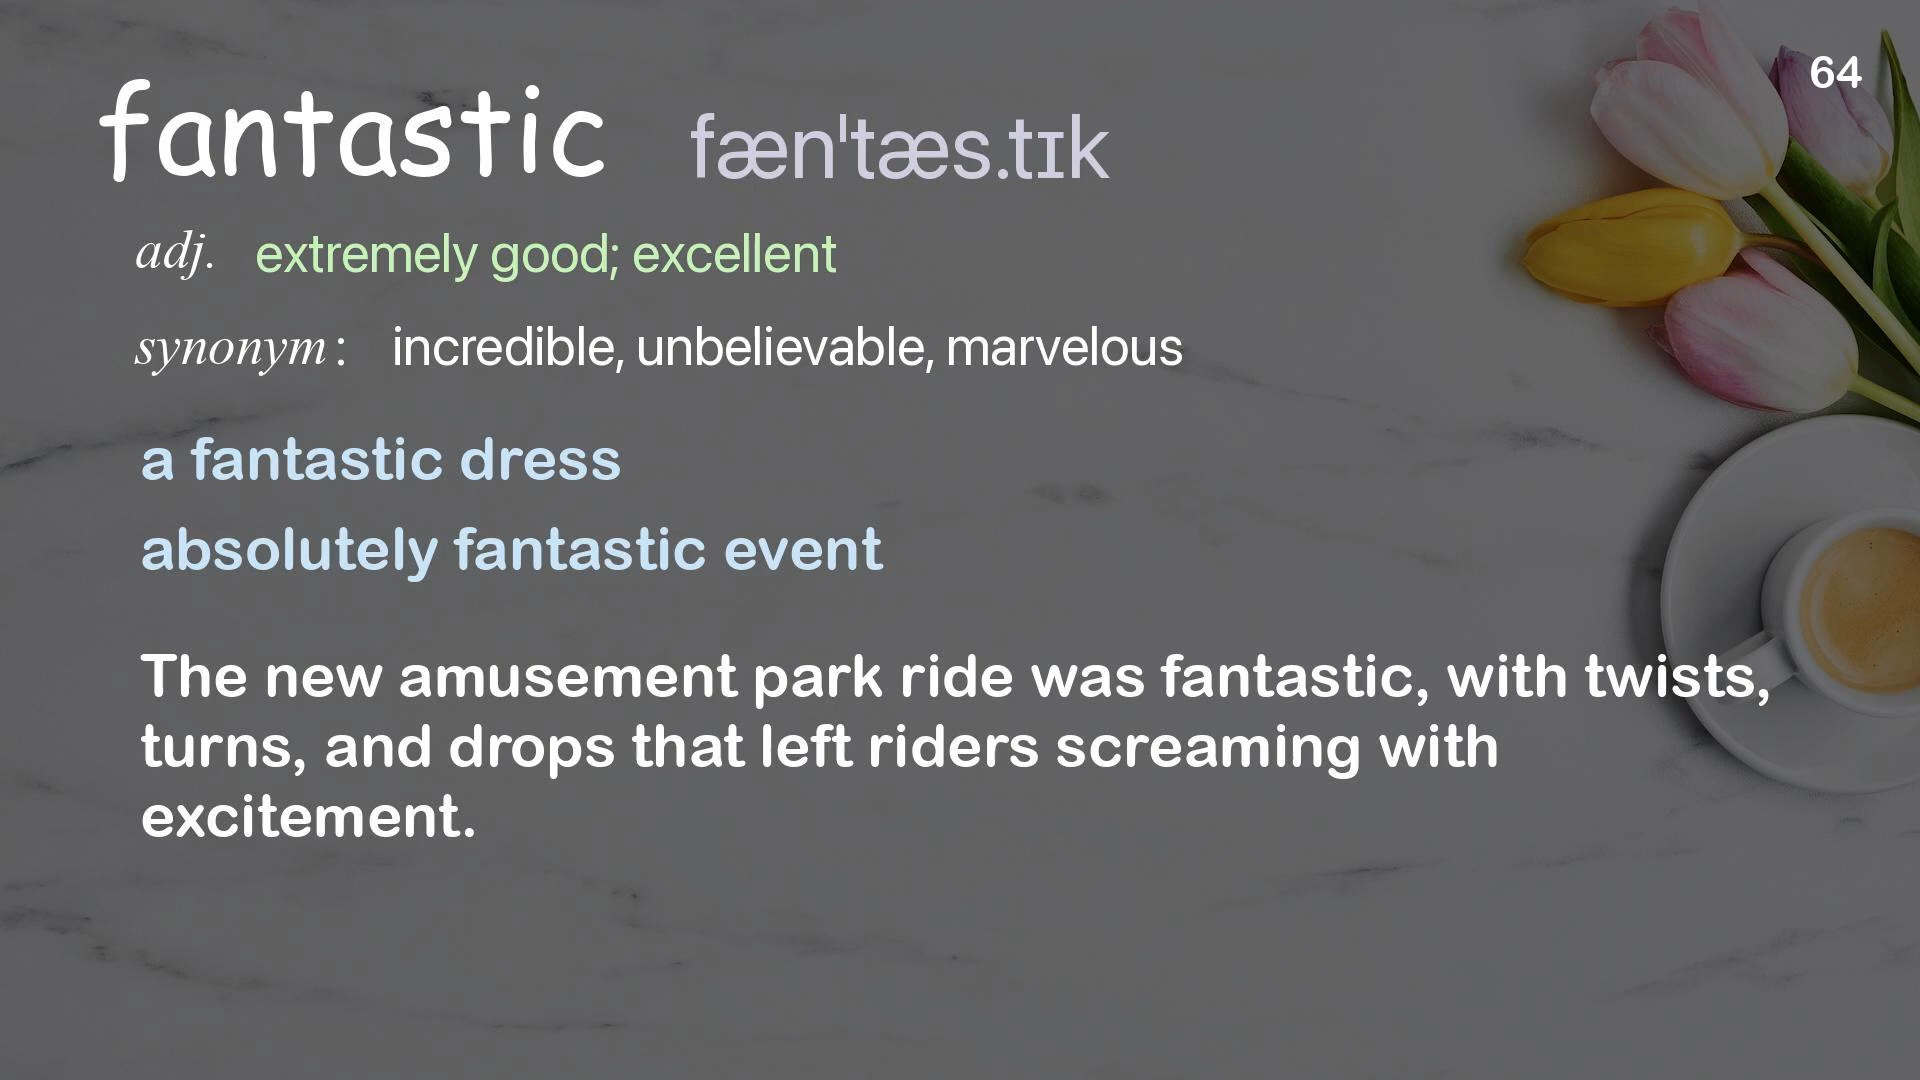 64
fantastic fæn'tæs.tɪk
adj. extremely good; excellent
synonym: incredible, unbelievable, marvelous
a fantastic dress
absolutely fantastic event
The new amusement park ride was fantastic, with twists,
turns, and drops that left riders screaming with
excitement.